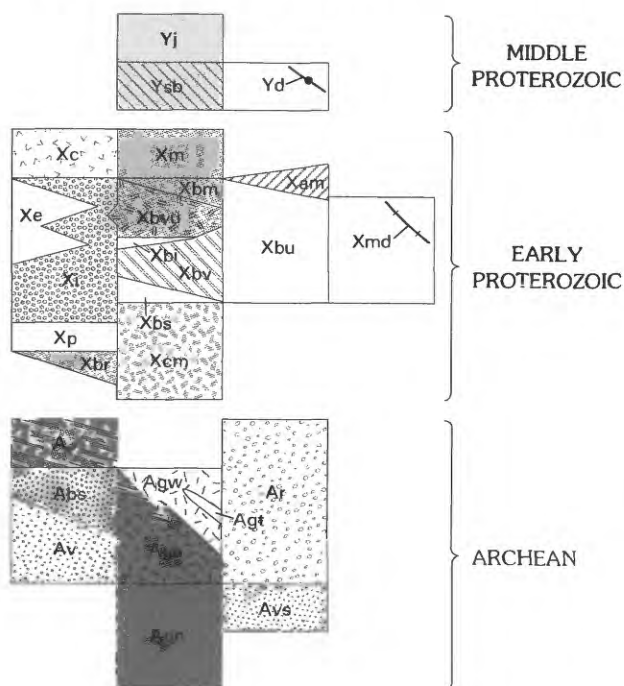 Yj
Ysb
Yd
MIDDLE
PROTEROZOIC
Xc
Xm
Xbm
Xam
Xe
Xbvu
Xbi
Xbv
Xbu
Xmd
Xi
EARLY
PROTEROZOIC
Xbs
Xp
Xbr
Xcm
Abs
Agw
Ar
Agt
Av
ARCHEAN
Avs
Agn